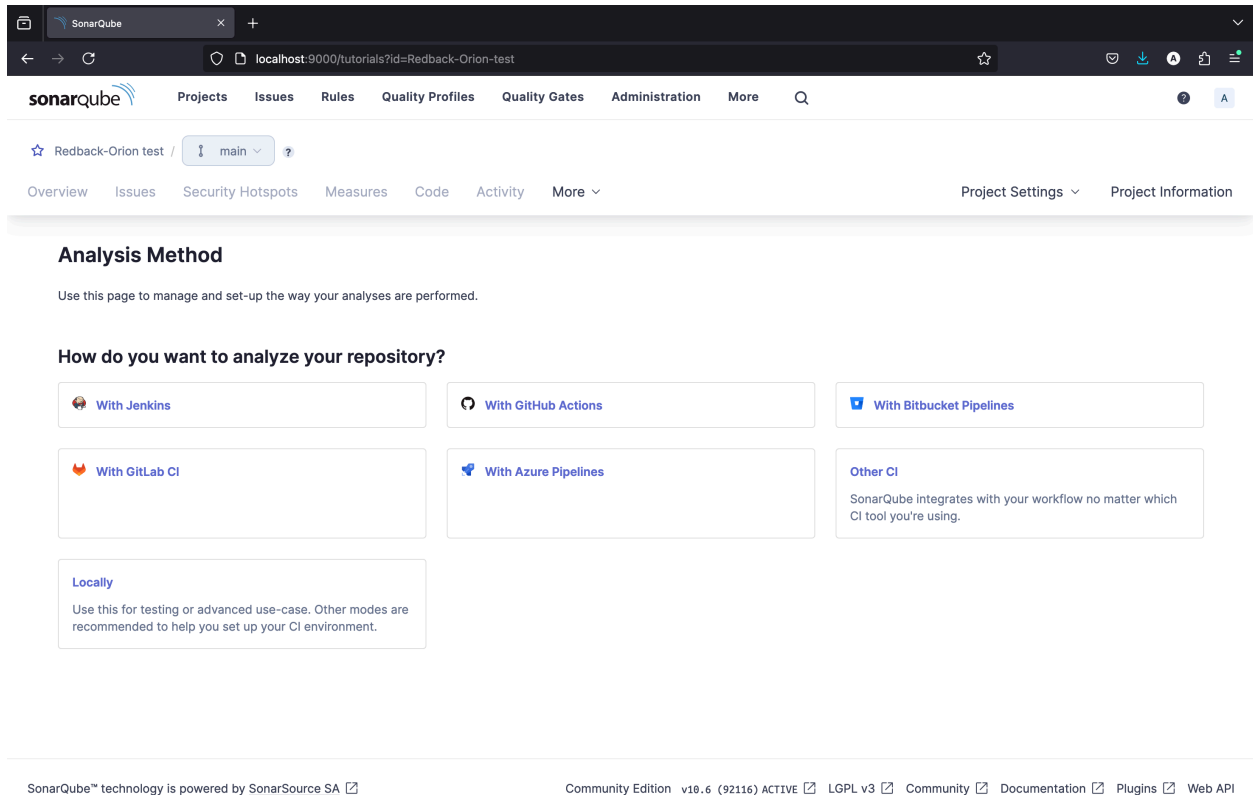 SonarQube
localhost:9000/tutorials?id=Redback-Orion-test
A
sonarqube Projects Issues Rules Quality Profiles Quality Gates Administration More ? A
Redback-Orion test / main ?
Overview Issues Security Hotspots Measures Code Activity More Project Settings Project Information
Analysis Method
Use this page to manage and set-up the way your analyses are performed.
How do you want to analyze your repository?
With Jenkins
With GitHub Actions
With Bitbucket Pipelines
With GitLab CI
With Azure Pipelines
Other CI
SonarQube integrates with your workflow no matter which
CI tool you're using.
Locally
Use this for testing or advanced use-case. Other modes are
recommended to help you set up your CI environment.
SonarQube™ technology is powered by SonarSource SA Community Edition v10.6 (92116) ACTIVE LGPL v3 Community Documentation Plugins Web API